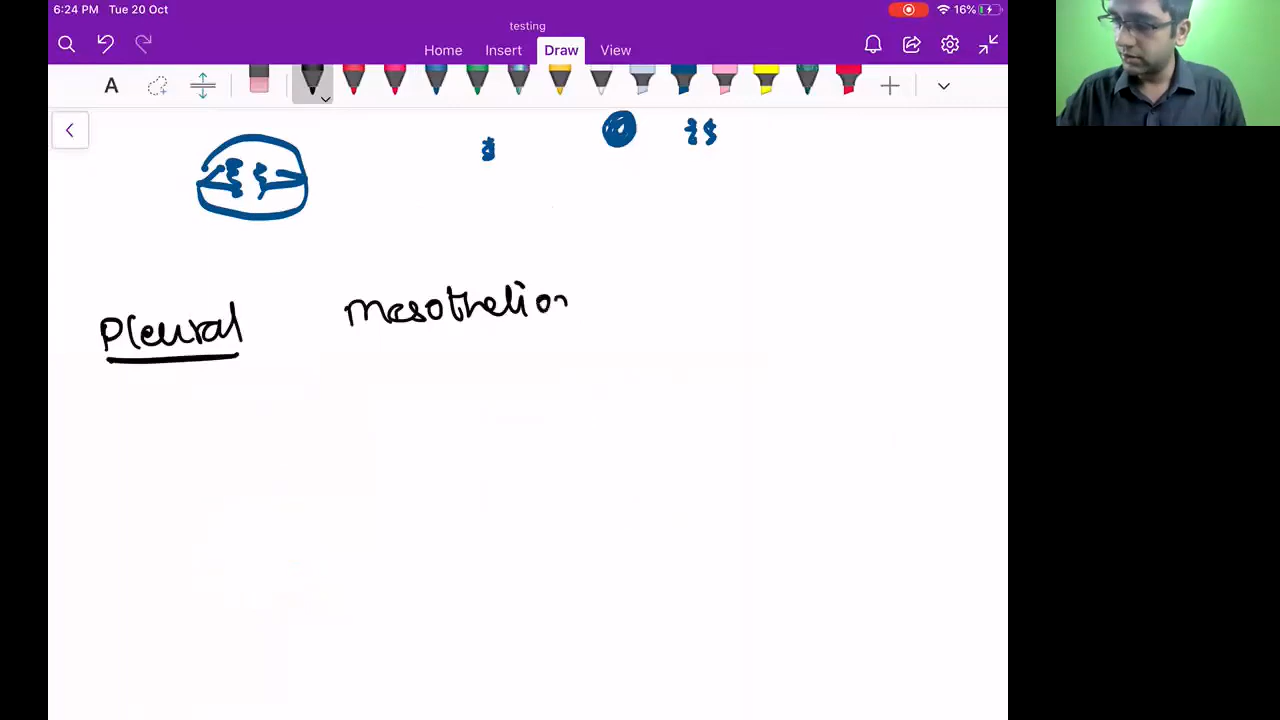 6:24 PM Tue 20 Oct
16%
testing
Home Insert Draw View
A
Pleural Mesothelion